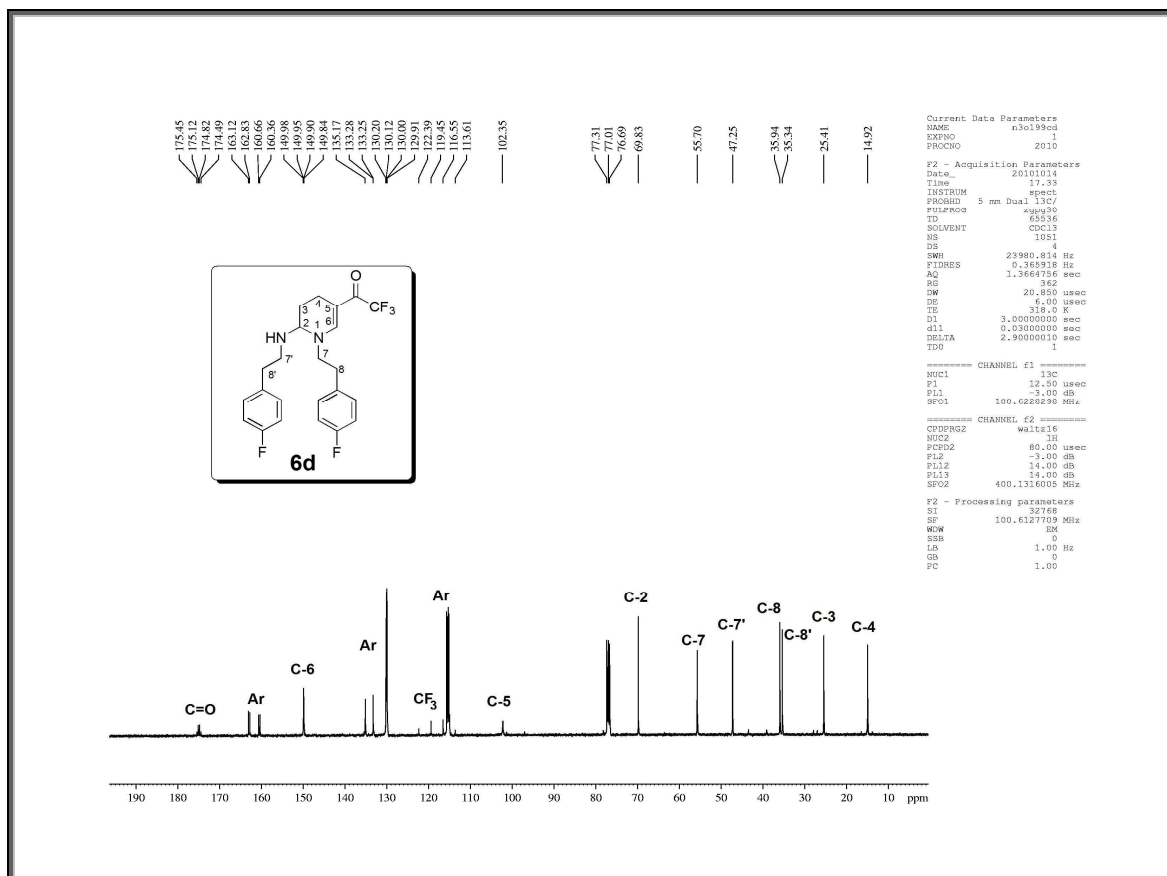 175.45
175.12
174.82
174.49
163.12
162.83
160.66
160.36
149.98
149.95
149.90
149.84
135.17
133.28
133.25
130.20
130.12
130.00
129.91
122.39
119.45
116.55
113.61
102.35
77.31
77.01
76.69
69.83
55.70
47.25
35.94
35.34
25.41
14.92
Current Data Parameters
NAME n3o199cd
EXPNO 1
PROCNO 2010
F2 - Acquisition Parameters
Date_ 20101014
Time 17.33
INSTRUM spect
PROBHD 5 mm Dual 13C/
PULPROG zgpg30
TD 65536
SOLVENT CDCl3
NS 1051
DS 4
SWH 23980.814 Hz
FIDRES 0.365918 Hz
AQ 1.3664756 sec
RG 362
DW 20.850 usec
DE 6.00 usec
TE 318.0 K
D1 3.00000000 sec
d11 0.03000000 sec
DELTA 2.90000010 sec
TD0 1
======== CHANNEL f1 ========
NUC1 13C
P1 12.50 usec
PL1 -3.00 dB
SFO1 100.6228298 MHz
======== CHANNEL f2 ========
CPDPRG2 waltz16
NUC2 1H
PCPD2 80.00 usec
PL2 -3.00 dB
PL12 14.00 dB
PL13 14.00 dB
SFO2 400.1316005 MHz
F2 - Processing parameters
SI 32768
SF 100.6127709 MHz
WDW EM
SSB 0
LB 1.00 Hz
GB 0
PC 1.00
O
4
3 5 CF3
2 6
HN 1 N
7' 7
8' 8
F F
6d
C=O
Ar
C-6
Ar
CF3
Ar
C-5
C-2
C-7
C-7'
C-8
C-8'
C-3
C-4
190 180 170 160 150 140 130 120 110 100 90 80 70 60 50 40 30 20 10 ppm